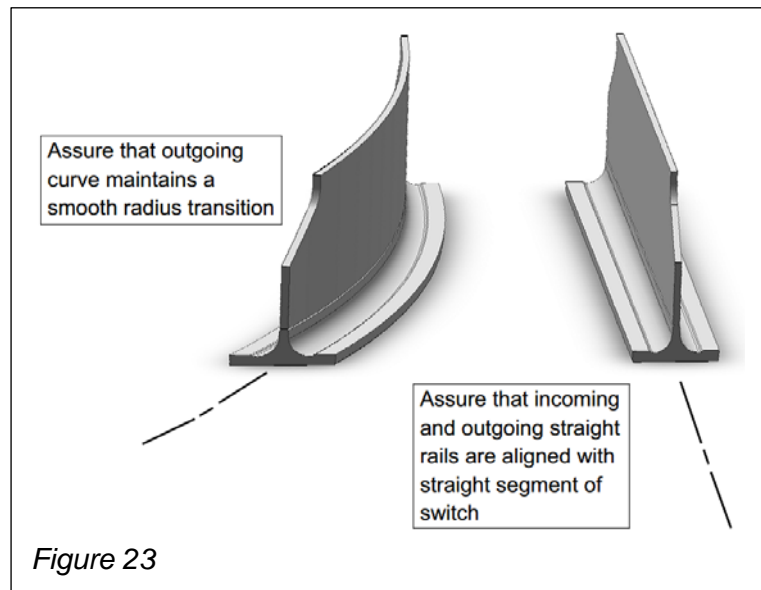 Assure that outgoing
curve maintains a
smooth radius transition
Assure that incoming
and outgoing straight
rails are aligned with
straight segment of
switch
Figure 23